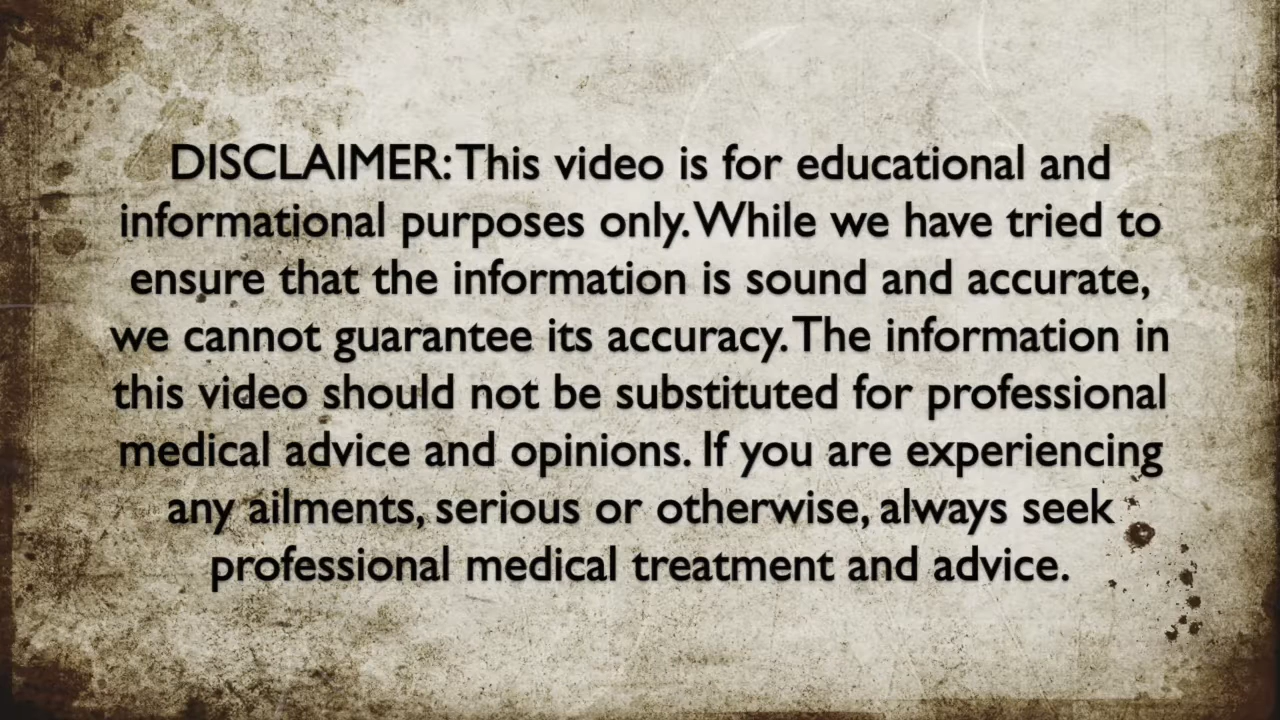 DISCLAIMER: This video is for educational and
informational purposes only. While we have tried to
ensure that the information is sound and accurate,
we cannot guarantee its accuracy. The information in
this video should not be substituted for professional
medical advice and opinions. If you are experiencing
any ailments, serious or otherwise, always seek
professional medical treatment and advice.